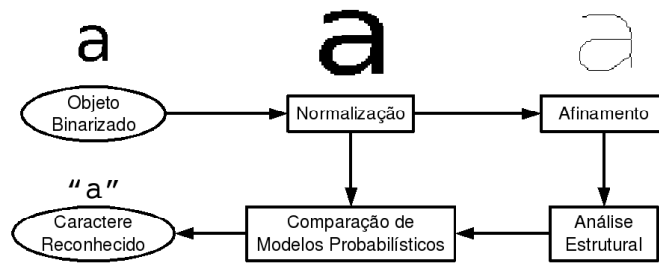 a
a
a
Objeto
Binarizado
Normalização
Afinamento
"a"
Caractere
Reconhecido
Comparação de
Modelos Probabilísticos
Análise
Estrutural